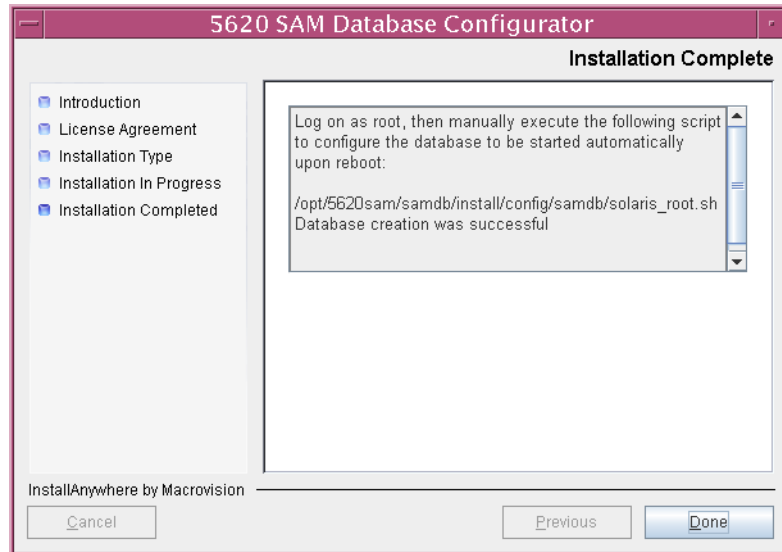 5620 SAM Database Configurator
Installation Complete
Introduction
License Agreement
Installation Type
Installation In Progress
Installation Completed
Log on as root, then manually execute the following script
to configure the database to be started automatically
upon reboot:
/opt/5620sam/samdb/install/config/samdb/solaris_root.sh
Database creation was successful
InstallAnywhere by Macrovision
Cancel
Previous
Done